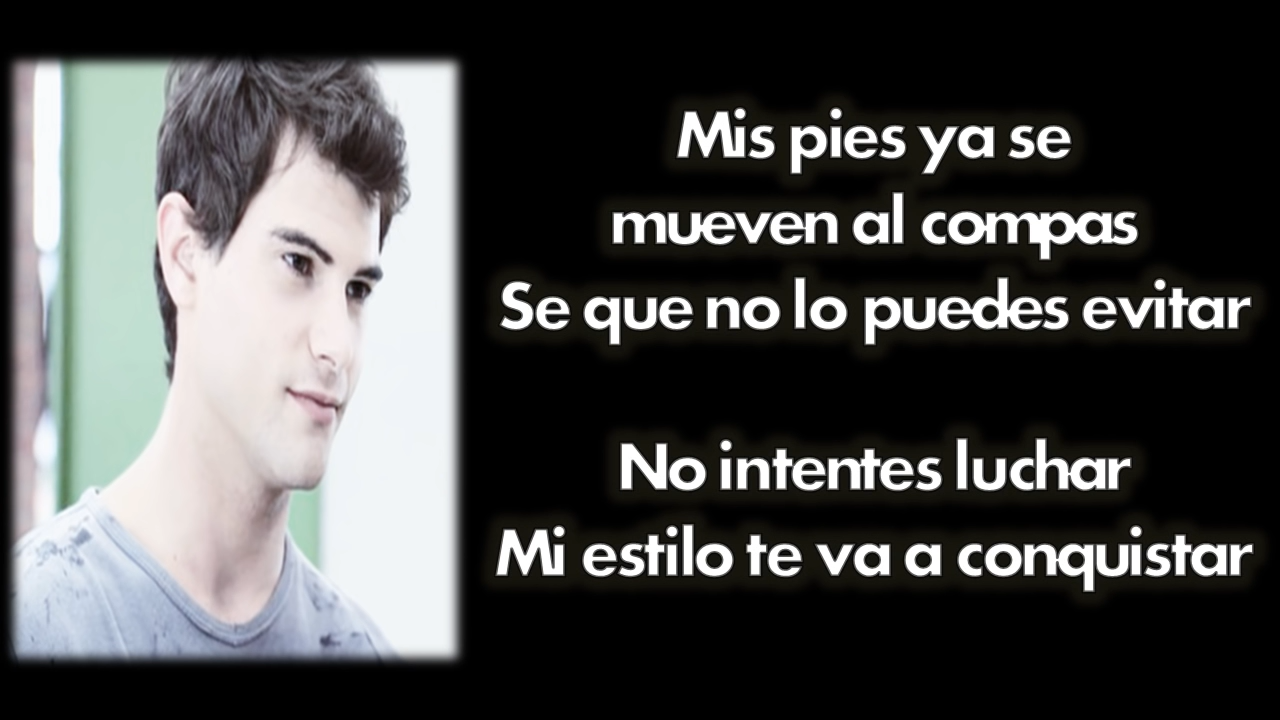 Mis pies ya se
mueven al compas
Se que no lo puedes evitar
No intentes luchar
Mi estilo te va a conquistar